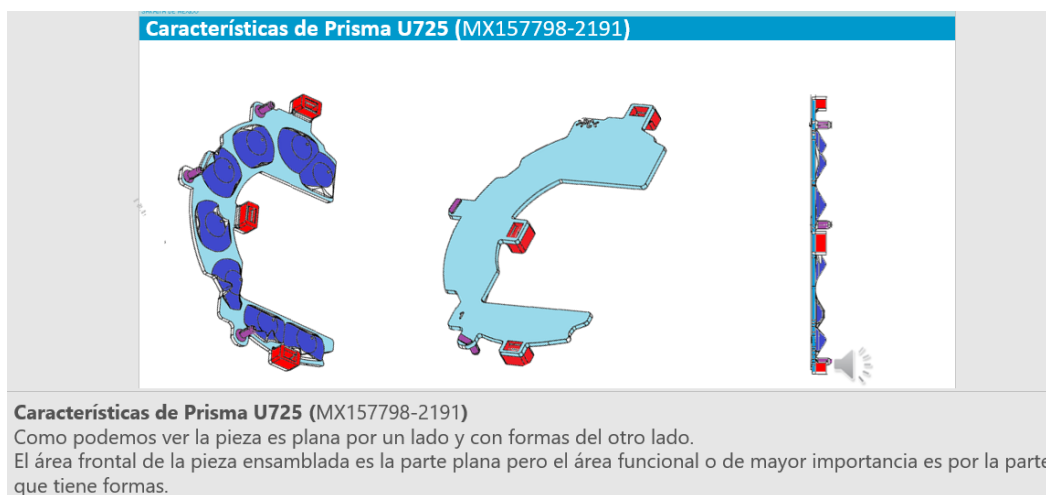 Características de Prisma U725 (MX157798-2191)
Características de Prisma U725 (MX157798-2191)
Como podemos ver la pieza es plana por un lado y con formas del otro lado.
El área frontal de la pieza ensamblada es la parte plana pero el área funcional o de mayor importancia es por la parte
que tiene formas.